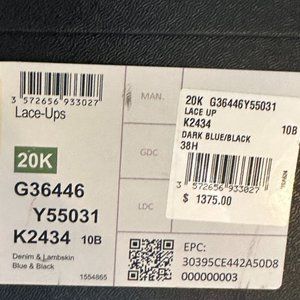 3 572656 933027
Lace-Ups
20K
G36446
Y55031
K2434 10B
Denim & Lambskin
Blue & Black
1554865
MAN.
GDC
LDC
20K G36446Y55031
LACE UP
K2434 10B
DARK BLUE/BLACK
38H
3 572656 933027
$ 1375.00
EPC:
30395CE442A50D8
000000003